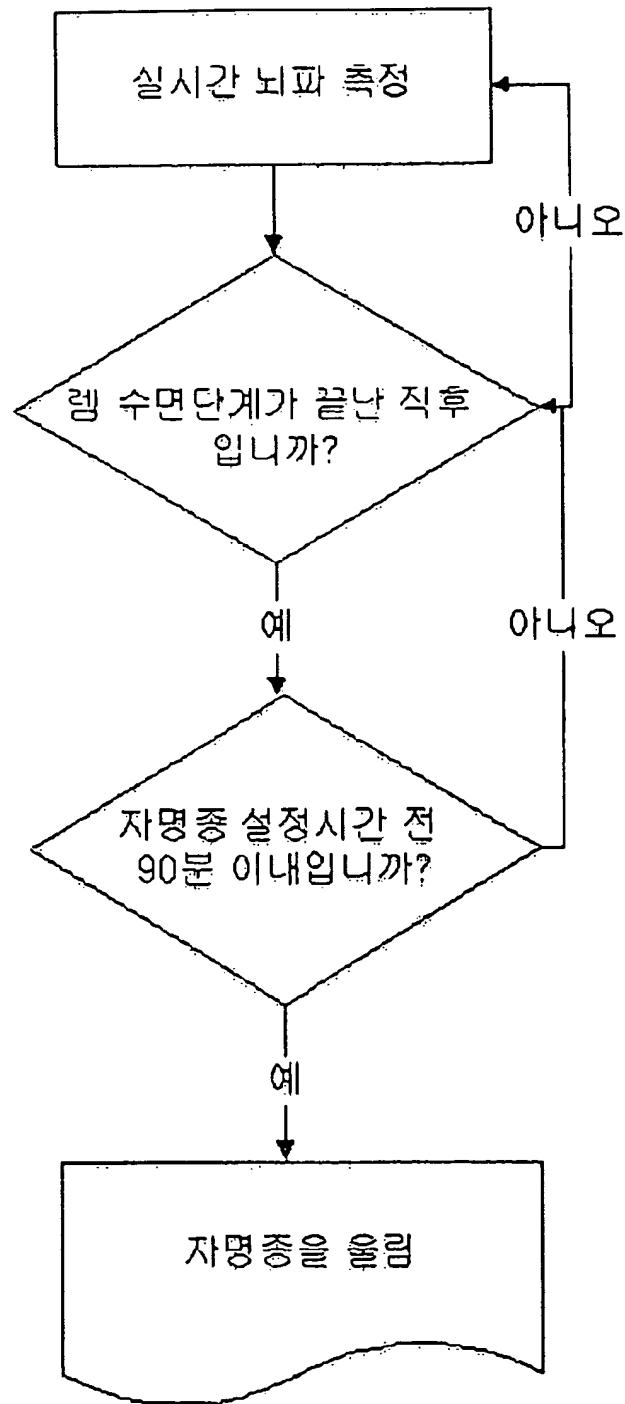 실시간 뇌파 측정
아니오
렘 수면단계가 끝난 직후
입니까?
예
아니오
자명종 설정시간 전
90분 이내입니까?
예
자명종을 울림